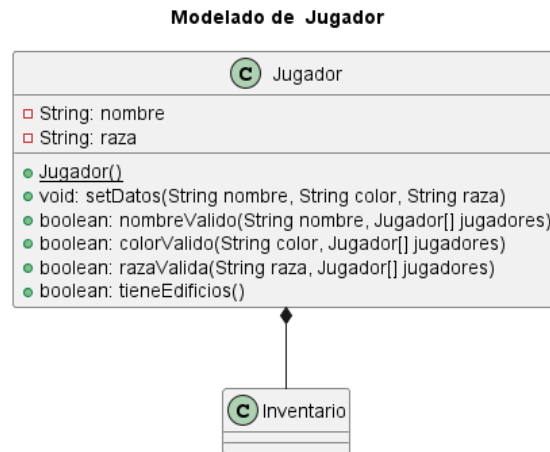 Modelado de Jugador
C Jugador
String: nombre
String: raza
Jugador()
void: setDatos(String nombre, String color, String raza)
boolean: nombreValido(String nombre, Jugador[] jugadores)
boolean: colorValido(String color, Jugador[] jugadores)
boolean: razaValida(String raza, Jugador[] jugadores)
boolean: tieneEdificios()
C Inventario